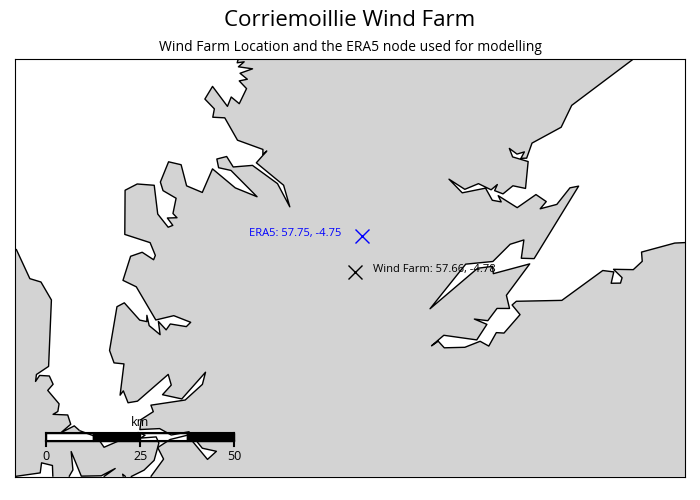 Corriemoillie Wind Farm
Wind Farm Location and the ERA5 node used for modelling
ERA5: 57.75, -4.75
Wind Farm: 57.66, -4.78
km
0 25 50